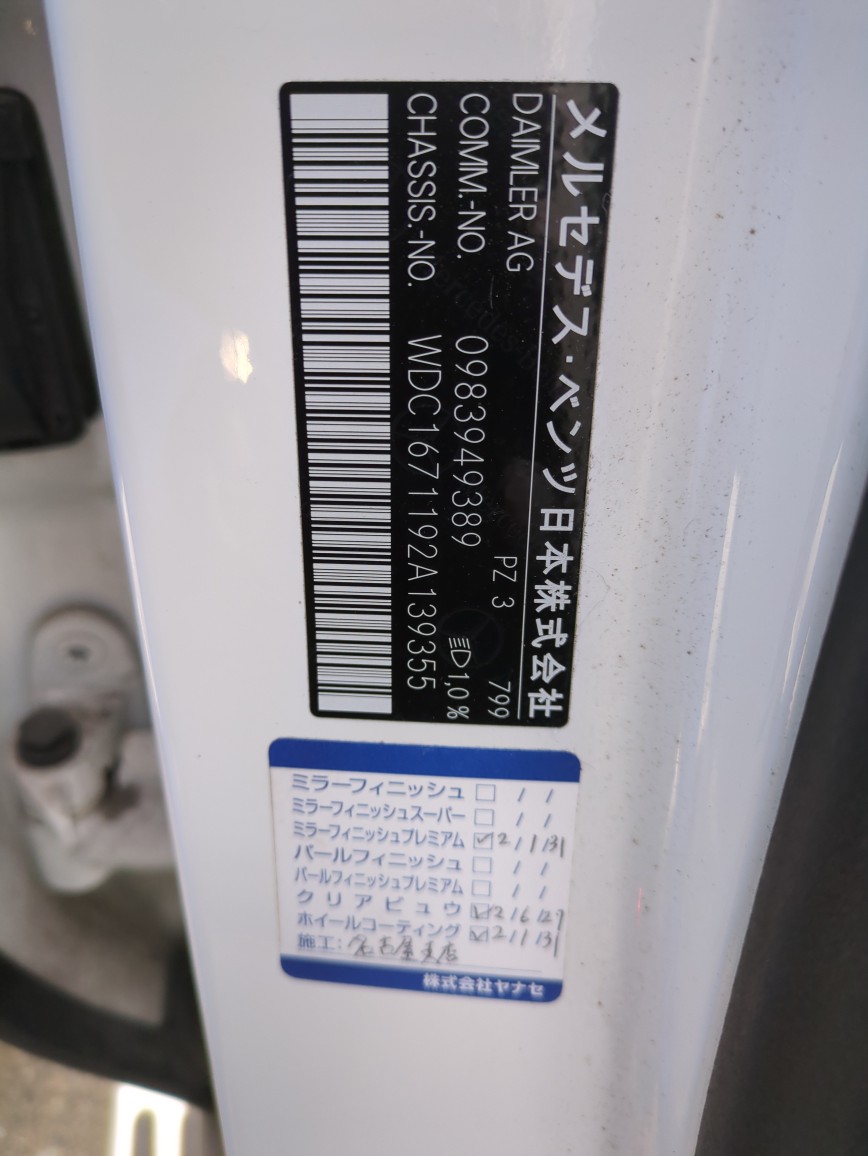 メルセデス・ベンツ 日本株式会社
DAIMLER AG PZ 3 799
COMM.-NO. 0983949389 1,0 %
CHASSIS.-NO. WDC1671192A139355
ミラーフィニッシュ □ / /
ミラーフィニッシュスーパー □ / /
ミラーフィニッシュプレミアム ☑ 2/1/31
パールフィニッシュ □ / /
パールフィニッシュプレミアム □ / /
クリアビュウ ☑ 2/6/27
ホイールコーティング ☑ 2/1/31
施工: 名古屋支店
株式会社ヤナセ